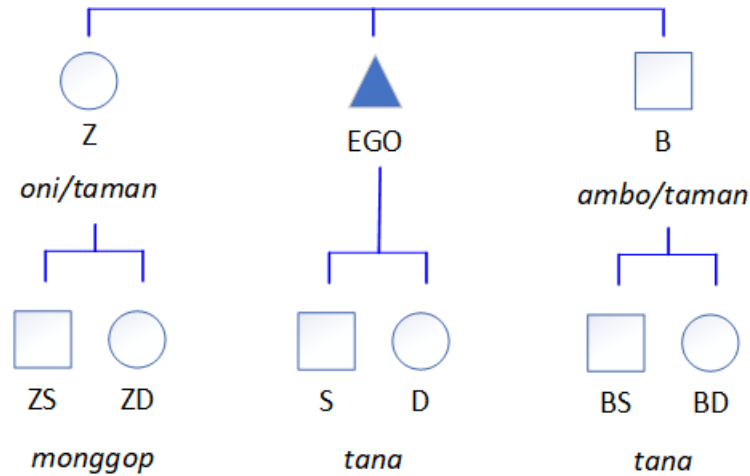 Z EGO B
oni/taman ambo/taman
ZS ZD S D BS BD
monggop tana tana